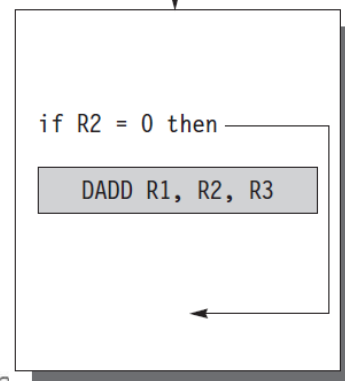 if R2 = 0 then
DADD R1, R2, R3